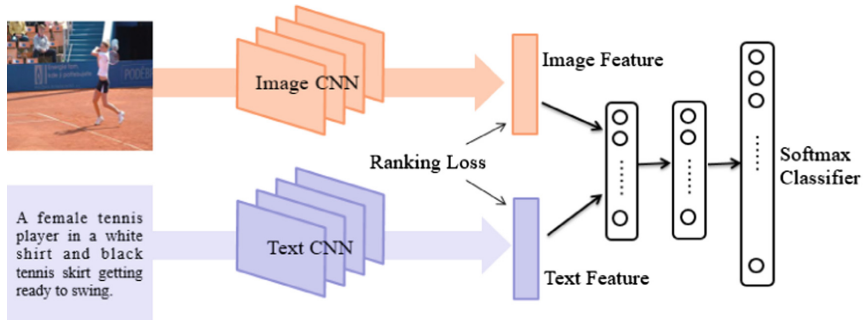 Image CNN
Image Feature
Ranking Loss
Softmax
Classifier
A female tennis
player in a white
shirt and black
tennis skirt getting
ready to swing.
Text CNN
Text Feature